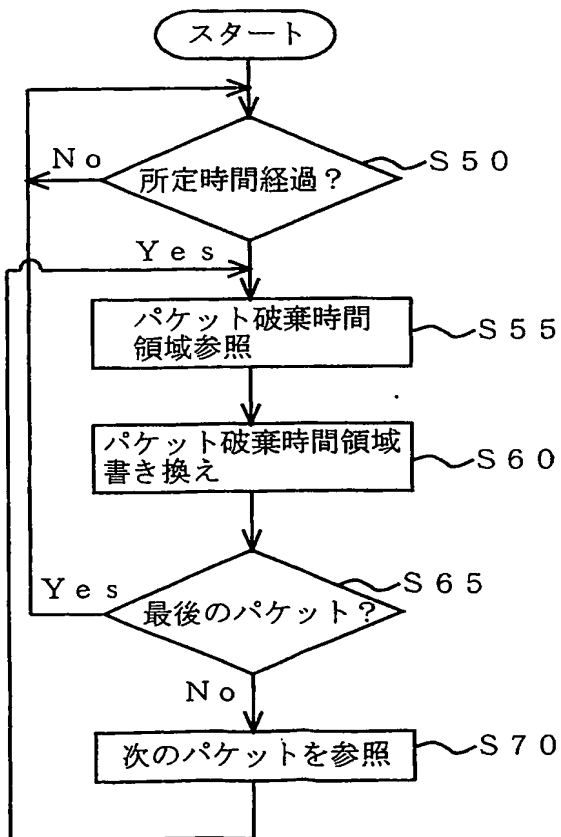 スタート
No
所定時間経過？
S50
Yes
パケット破棄時間
領域参照
S55
パケット破棄時間領域
書き換え
S60
Yes
最後のパケット？
S65
No
次のパケットを参照
S70